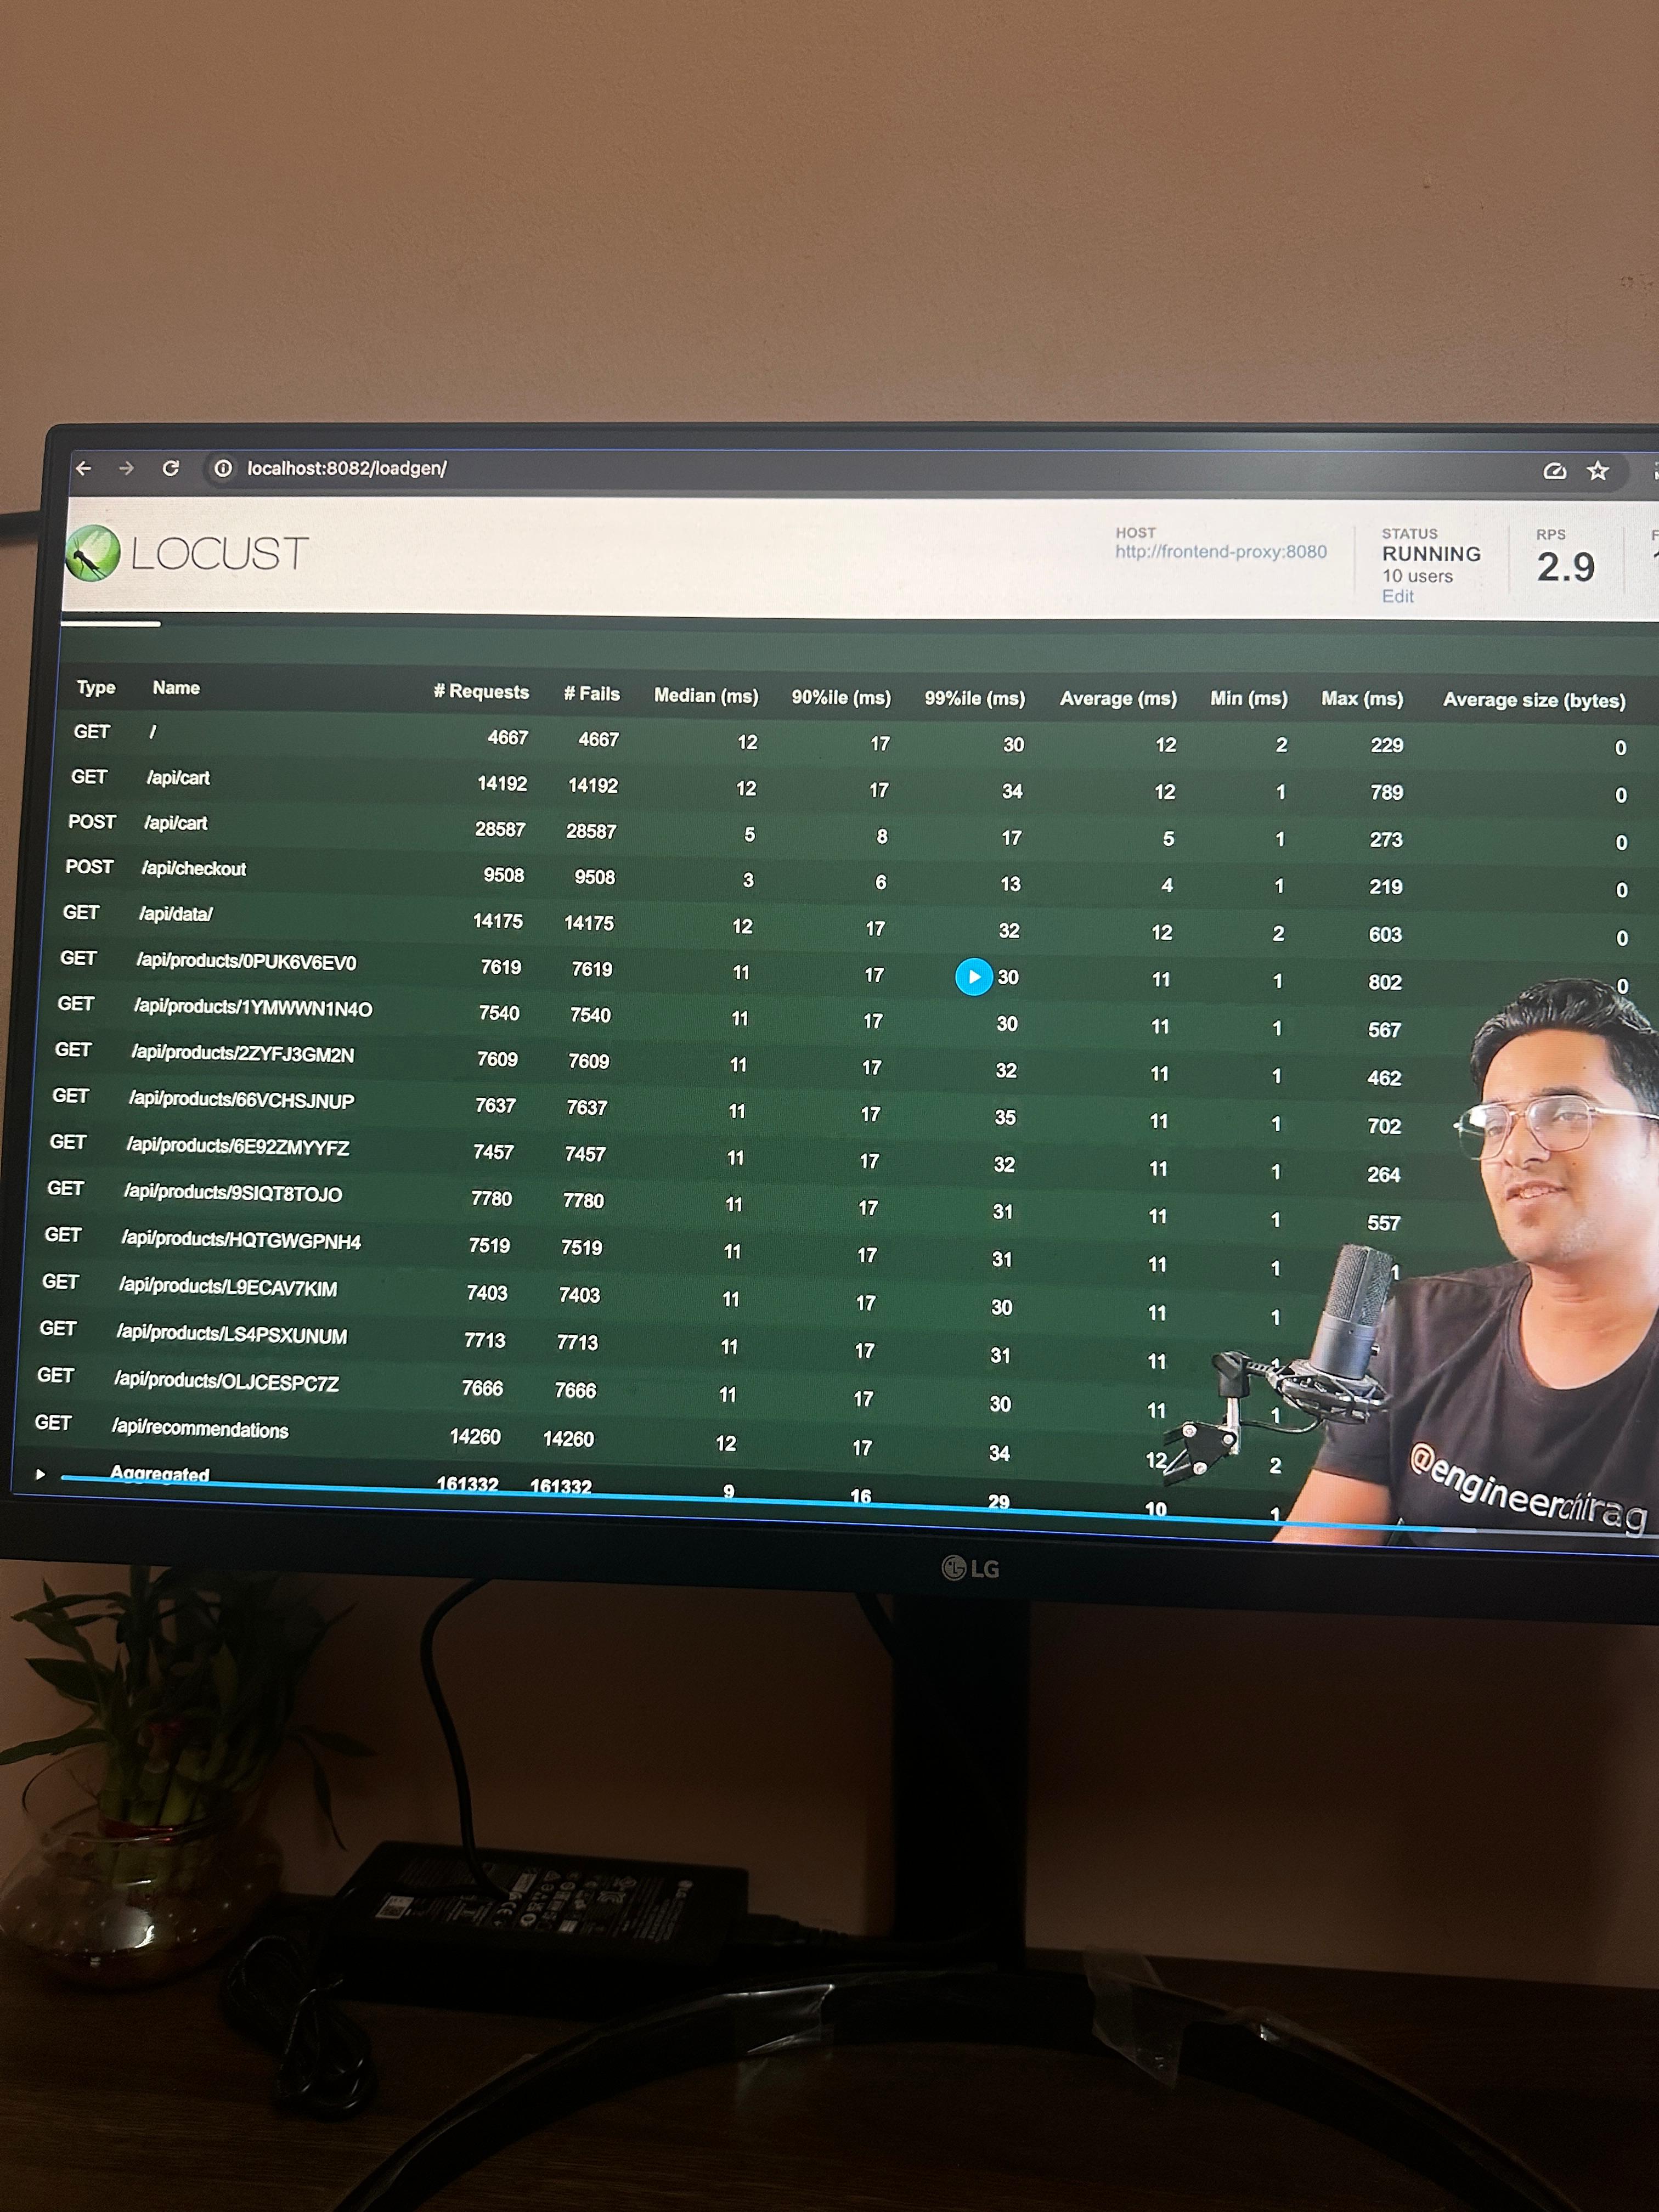 localhost:8082/loadgen/
LOCUST
HOST
http://frontend-proxy:8080
STATUS
RUNNING
10 users
Edit
RPS
2.9
Type Name # Requests # Fails Median (ms) 90%ile (ms) 99%ile (ms) Average (ms) Min (ms) Max (ms) Average size (bytes)
GET / 4667 4667 12 17 30 12 2 229 0
GET /api/cart 14192 14192 12 17 34 12 1 789 0
POST /api/cart 28587 28587 5 8 17 5 1 273 0
POST /api/checkout 9508 9508 3 6 13 4 1 219 0
GET /api/data/ 14175 14175 12 17 32 12 2 603 0
GET /api/products/0PUK6V6EV0 7619 7619 11 17 30 11 1 802 0
GET /api/products/1YMWWN1N4O 7540 7540 11 17 30 11 1 567
GET /api/products/2ZYFJ3GM2N 7609 7609 11 17 32 11 1 462
GET /api/products/66VCHSJNUP 7637 7637 11 17 35 11 1 702
GET /api/products/6E92ZMYYFZ 7457 7457 11 17 32 11 1 264
GET /api/products/9SIQT8TOJO 7780 7780 11 17 31 11 1 557
GET /api/products/HQTGWGPNH4 7519 7519 11 17 31 11 1 1
GET /api/products/L9ECAV7KIM 7403 7403 11 17 30 11 1
GET /api/products/LS4PSXUNUM 7713 7713 11 17 31 11 1
GET /api/products/OLJCESPC7Z 7666 7666 11 17 30 11 1
GET /api/recommendations 14260 14260 12 17 34 12 2
Aggregated 161332 161332 9 16 29 10 1
@engineerchirag
LG